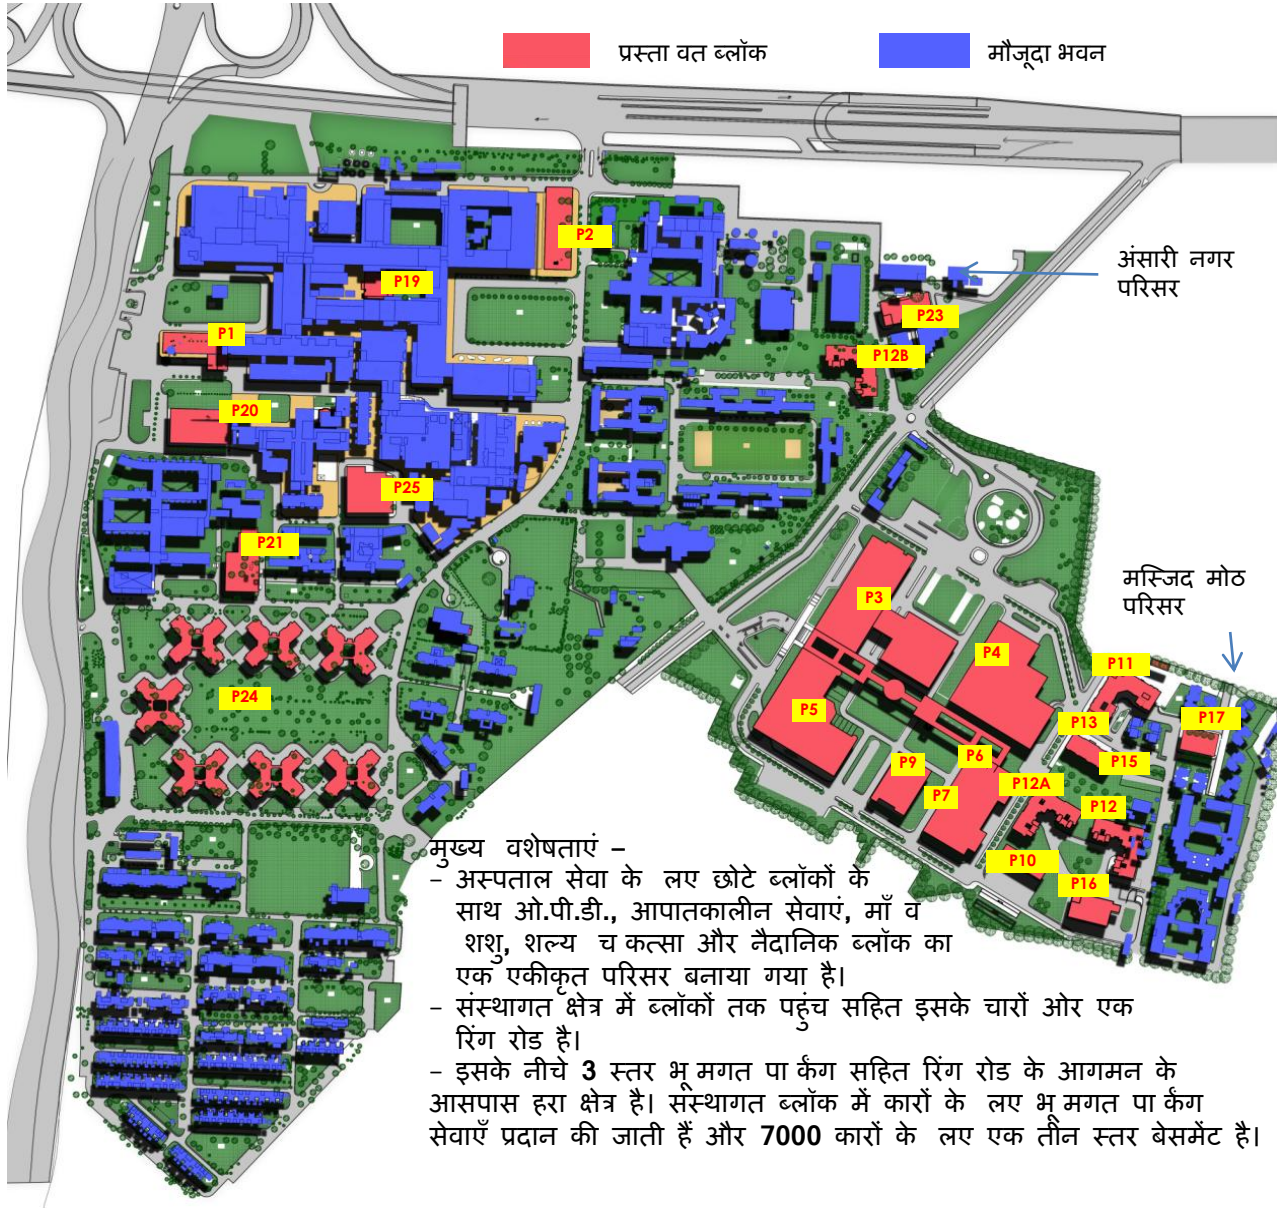 प्रस्ता वत ब्लॉक
मौजूदा भवन
P2
अंसारी नगर
परिसर
P19
P23
P1
P12B
P20
P25
P21
मस्जिद मोठ
परिसर
P3
P4
P11
P24
P5
P13
P17
P6
P9
P15
P12A
P7
P12
P10
P16
मुख्य वशेषताएं –
– अस्पताल सेवा के लए छोटे ब्लॉकों के
साथ ओ.पी.डी., आपातकालीन सेवाएं, माँ व
शशु, शल्य च कत्सा और नैदानिक ब्लॉक का
एक एकीकृत परिसर बनाया गया है।
– संस्थागत क्षेत्र में ब्लॉकों तक पहुंच सहित इसके चारों ओर एक
रिंग रोड है।
– इसके नीचे 3 स्तर भू मगत पा र्कंग सहित रिंग रोड के आगमन के
आसपास हरा क्षेत्र है। संस्थागत ब्लॉक में कारों के लए भू मगत पा र्कंग
सेवाएँ प्रदान की जाती हैं और 7000 कारों के लए एक तीन स्तर बेसमेंट है।